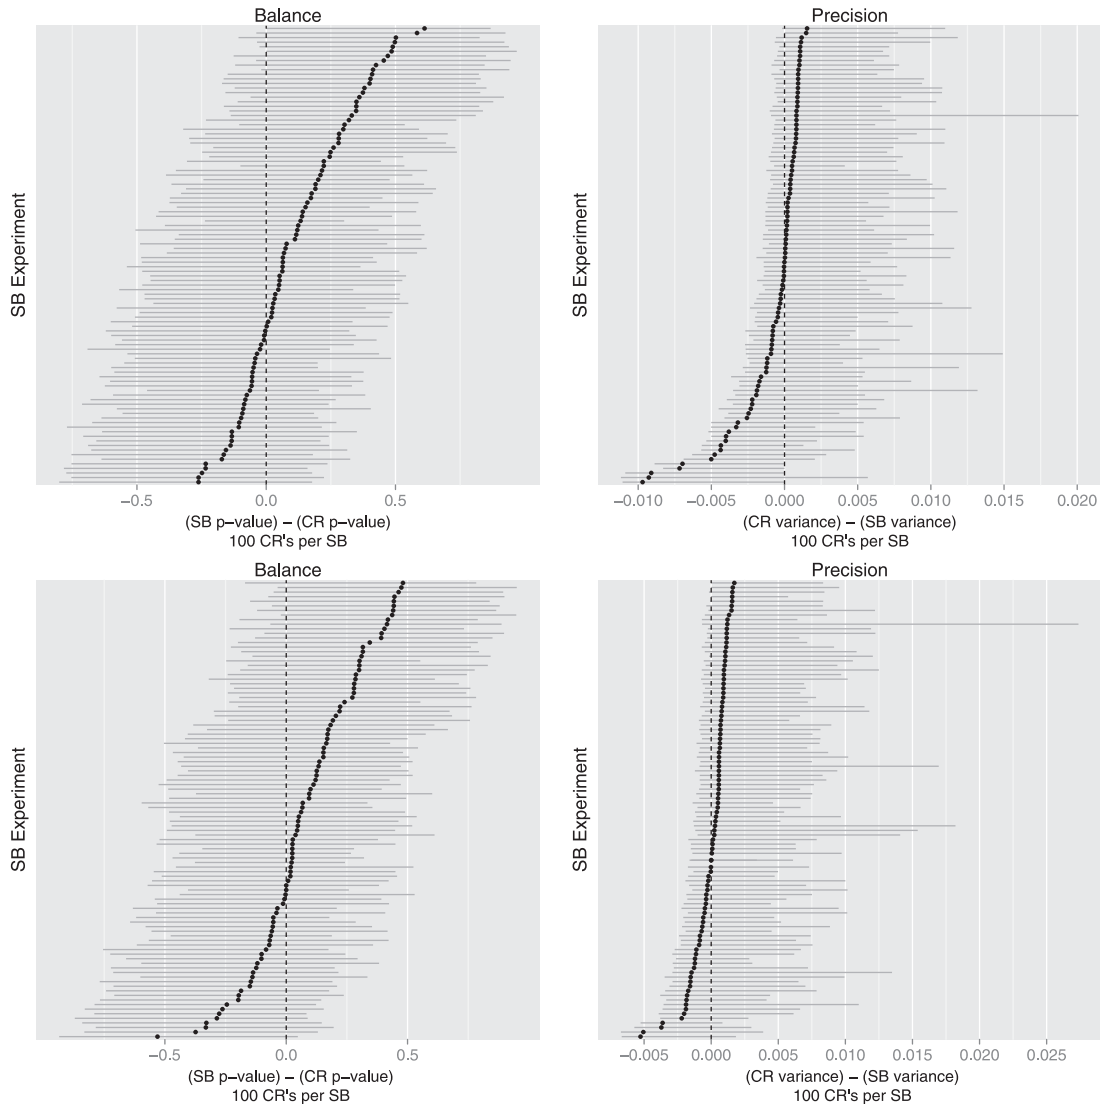 Balance
Precision
SB Experiment
SB Experiment
−0.5 0.0 0.5
−0.010 −0.005 0.000 0.005 0.010 0.015 0.020
(SB p−value) − (CR p−value)
100 CR's per SB
(CR variance) − (SB variance)
100 CR's per SB
Balance
Precision
SB Experiment
SB Experiment
−0.5 0.0 0.5
−0.005 0.000 0.005 0.010 0.015 0.020 0.025
(SB p−value) − (CR p−value)
100 CR's per SB
(CR variance) − (SB variance)
100 CR's per SB